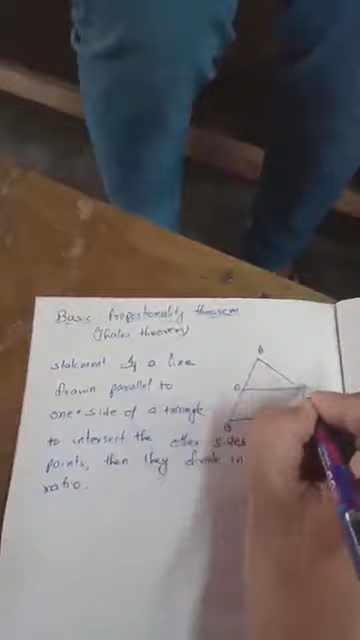 Basic Proportionality theorem
(Thales theorem)
statement If a line
drawn parallel to
one side of a triangle
to intersect the other sides
points, then they divide in
ratio.
A
D
B